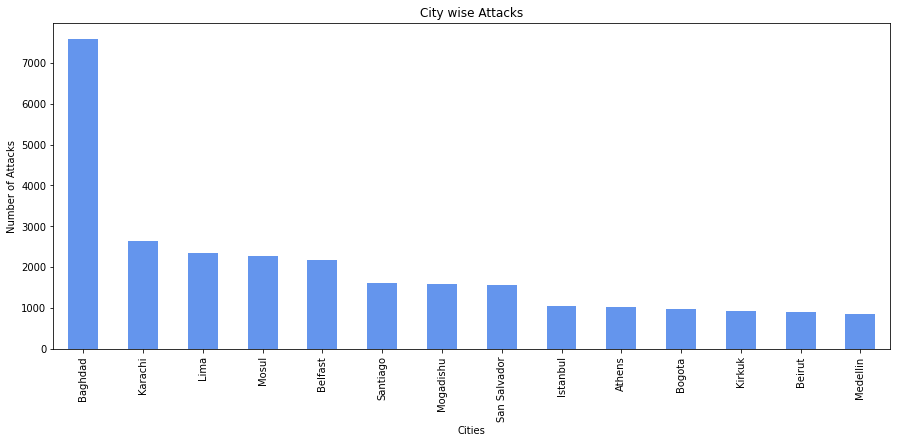 City wise Attacks
Number of Attacks
7000
6000
5000
4000
3000
2000
1000
0
Baghdad
Karachi
Lima
Mosul
Belfast
Santiago
Mogadishu
San Salvador
Istanbul
Athens
Bogota
Kirkuk
Beirut
Medellin
Cities